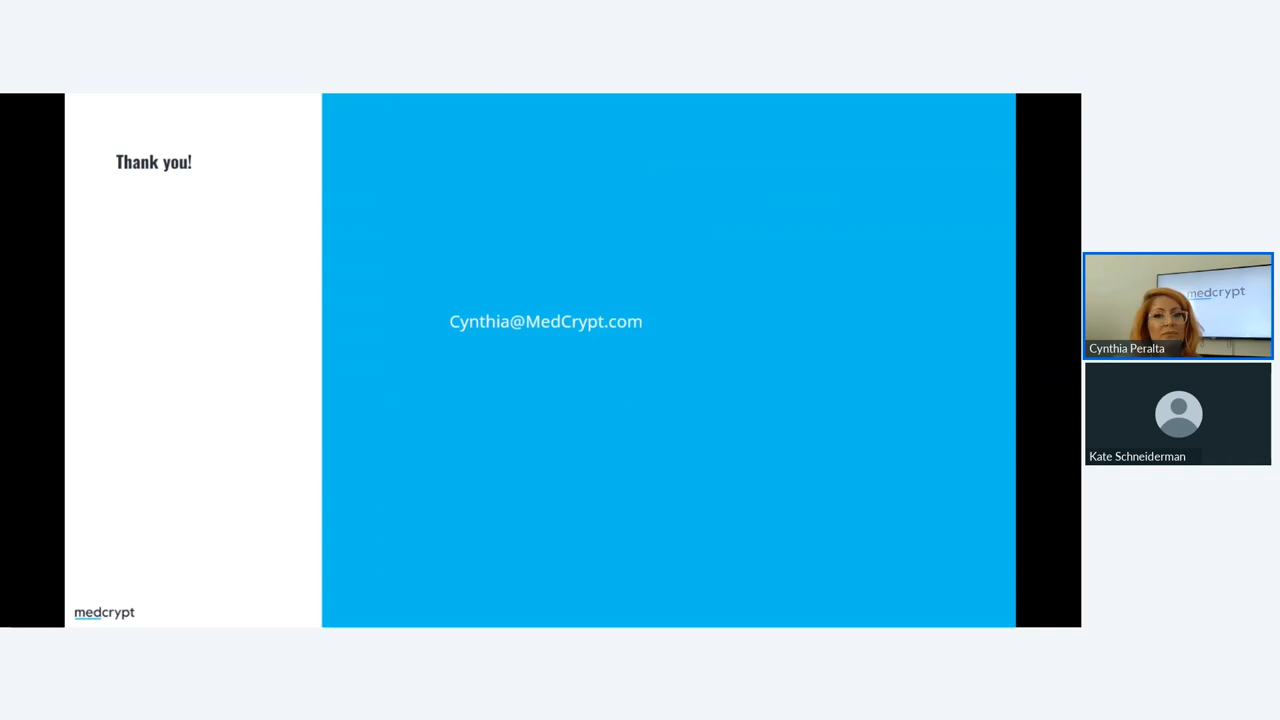 Thank you!
Cynthia@MedCrypt.com
medcrypt
medcrypt
Cynthia Peralta
Kate Schneiderman